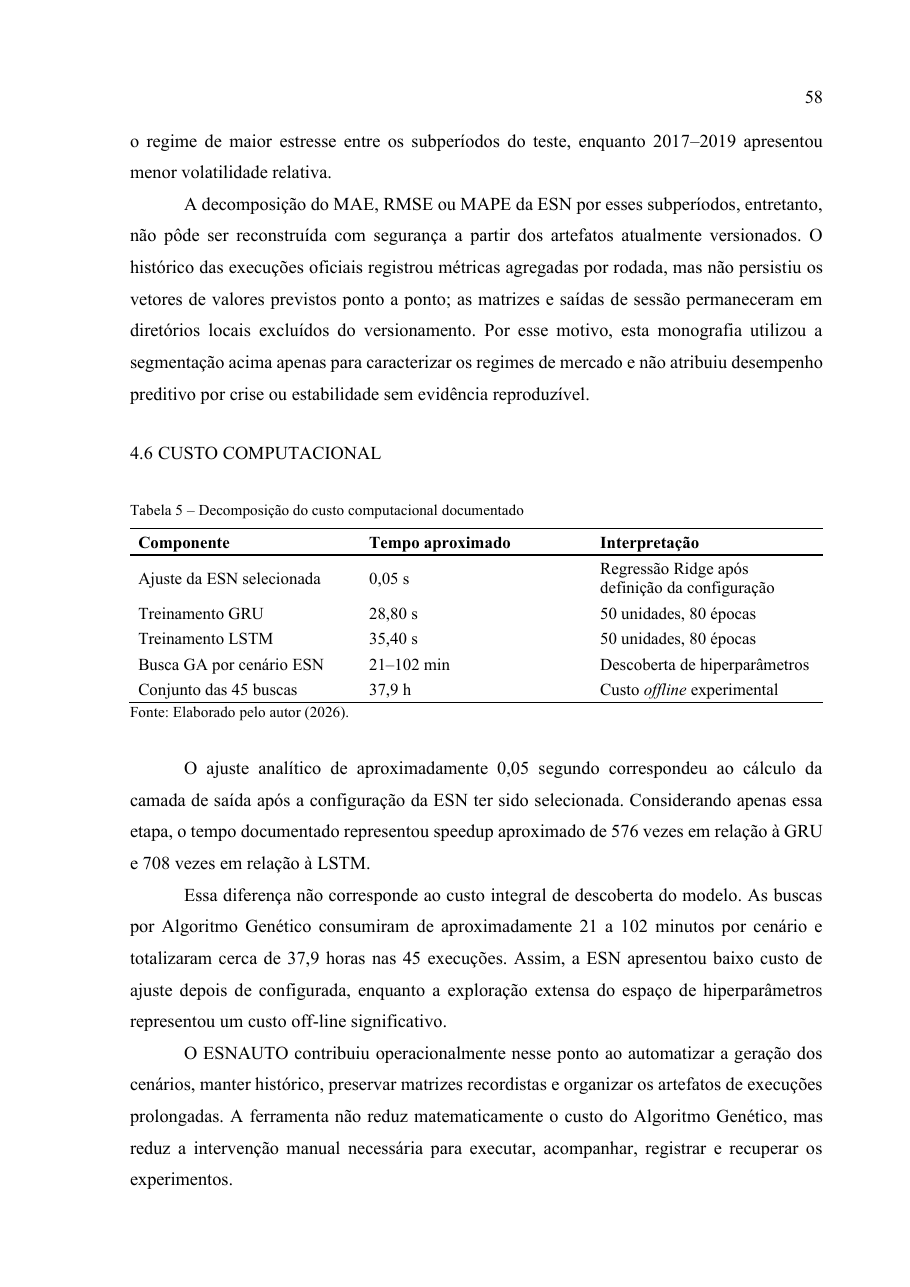 58
o regime de maior estresse entre os subperíodos do teste, enquanto 2017–2019 apresentou
menor volatilidade relativa.
A decomposição do MAE, RMSE ou MAPE da ESN por esses subperíodos, entretanto,
não pôde ser reconstruída com segurança a partir dos artefatos atualmente versionados. O
histórico das execuções oficiais registrou métricas agregadas por rodada, mas não persistiu os
vetores de valores previstos ponto a ponto; as matrizes e saídas de sessão permaneceram em
diretórios locais excluídos do versionamento. Por esse motivo, esta monografia utilizou a
segmentação acima apenas para caracterizar os regimes de mercado e não atribuiu desempenho
preditivo por crise ou estabilidade sem evidência reproduzível.
4.6 CUSTO COMPUTACIONAL
Tabela 5 – Decomposição do custo computacional documentado
Componente Tempo aproximado Interpretação
Ajuste da ESN selecionada 0,05 s Regressão Ridge após
definição da configuração
Treinamento GRU 28,80 s 50 unidades, 80 épocas
Treinamento LSTM 35,40 s 50 unidades, 80 épocas
Busca GA por cenário ESN 21–102 min Descoberta de hiperparâmetros
Conjunto das 45 buscas 37,9 h Custo offline experimental
Fonte: Elaborado pelo autor (2026).
O ajuste analítico de aproximadamente 0,05 segundo correspondeu ao cálculo da
camada de saída após a configuração da ESN ter sido selecionada. Considerando apenas essa
etapa, o tempo documentado representou speedup aproximado de 576 vezes em relação à GRU
e 708 vezes em relação à LSTM.
Essa diferença não corresponde ao custo integral de descoberta do modelo. As buscas
por Algoritmo Genético consumiram de aproximadamente 21 a 102 minutos por cenário e
totalizaram cerca de 37,9 horas nas 45 execuções. Assim, a ESN apresentou baixo custo de
ajuste depois de configurada, enquanto a exploração extensa do espaço de hiperparâmetros
representou um custo off-line significativo.
O ESNAUTO contribuiu operacionalmente nesse ponto ao automatizar a geração dos
cenários, manter histórico, preservar matrizes recordistas e organizar os artefatos de execuções
prolongadas. A ferramenta não reduz matematicamente o custo do Algoritmo Genético, mas
reduz a intervenção manual necessária para executar, acompanhar, registrar e recuperar os
experimentos.